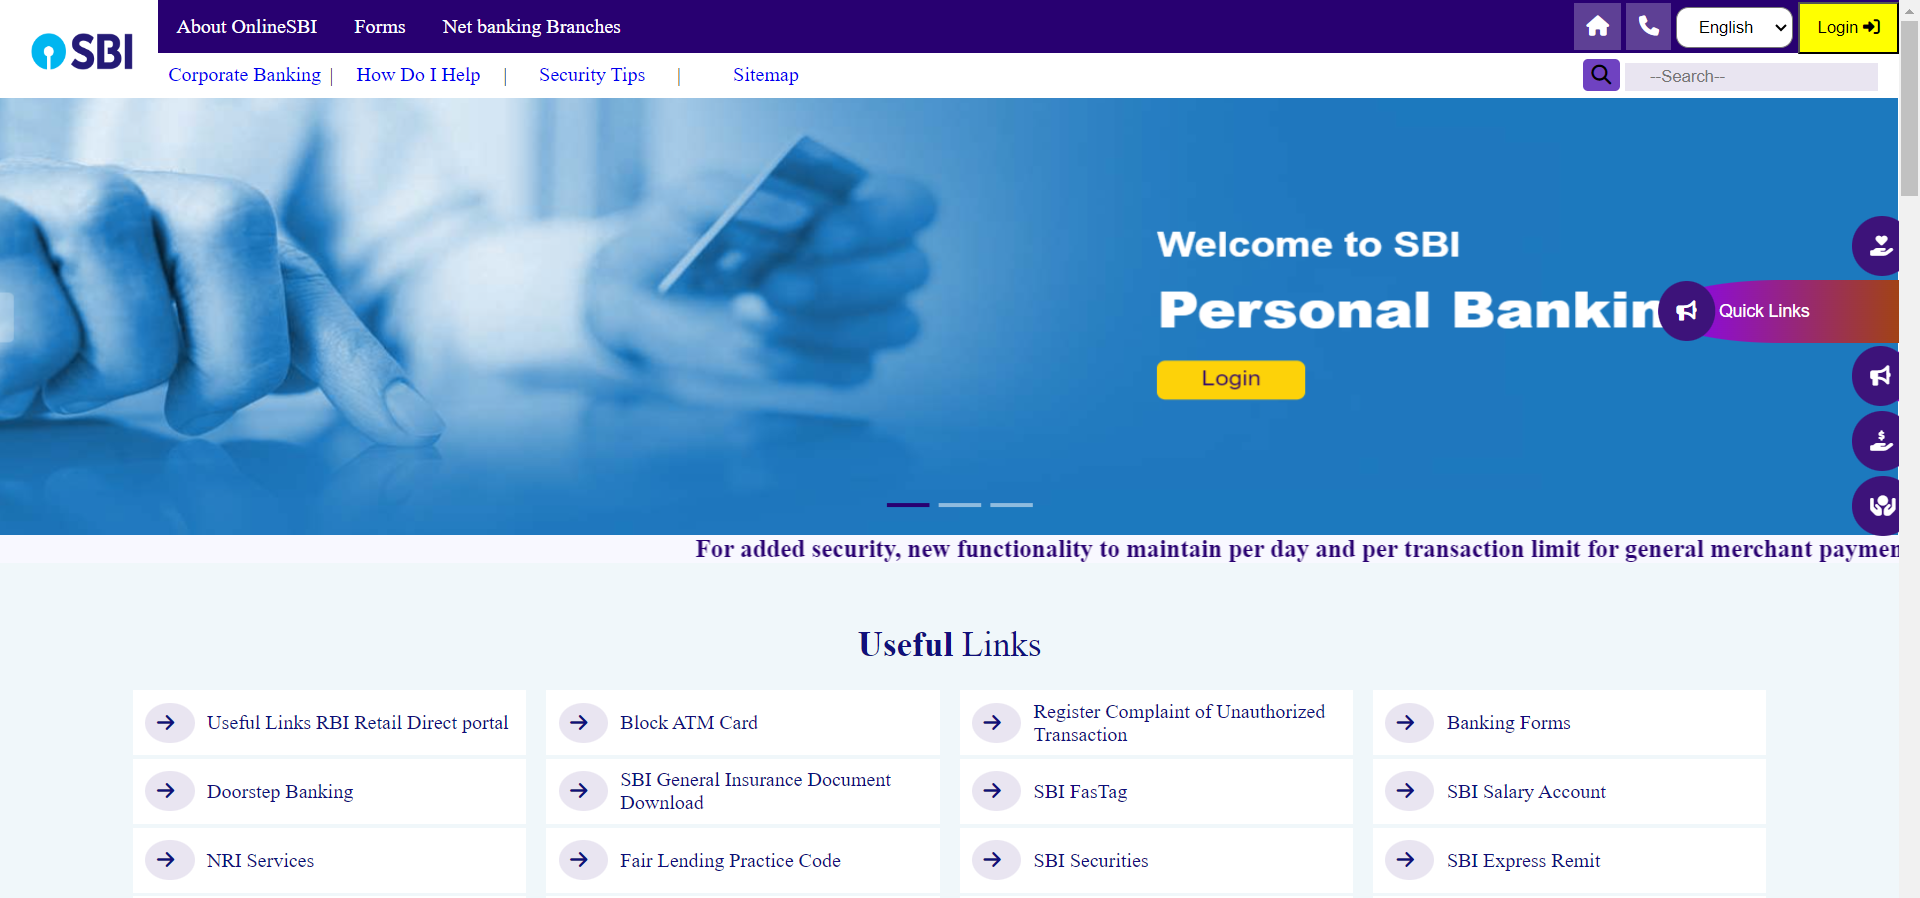 SBI
About OnlineSBI Forms Net banking Branches
English
Login
Corporate Banking | How Do I Help | Security Tips | Sitemap
--Search--
Welcome to SBI
Personal Bankin
Quick Links
Login
For added security, new functionality to maintain per day and per transaction limit for general merchant paymen
Useful Links
Useful Links RBI Retail Direct portal
Block ATM Card
Register Complaint of Unauthorized
Transaction
Banking Forms
Doorstep Banking
SBI General Insurance Document
Download
SBI FasTag
SBI Salary Account
NRI Services
Fair Lending Practice Code
SBI Securities
SBI Express Remit